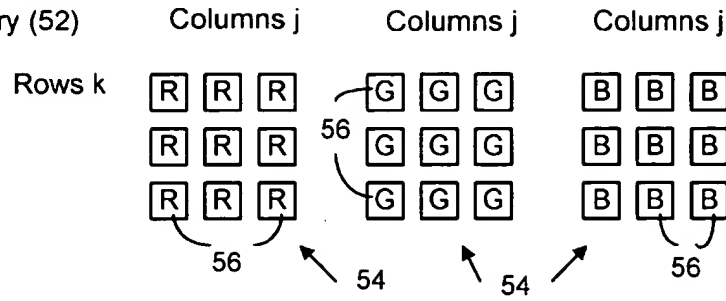 ry (52) Columns j Columns j Columns j
Rows k R R R G G G B B B
56
R R R G G G B B B
R R R G G G B B B
56 54 54 56